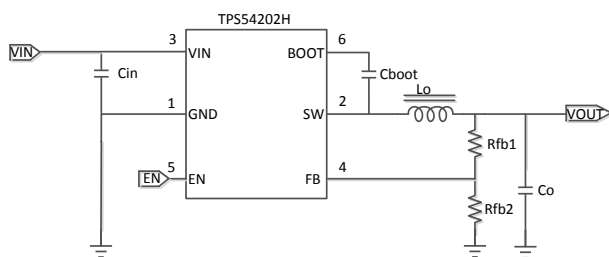 TPS54202H
VIN
3
VIN
BOOT
6
Cin
Cboot
Lo
1
GND
SW
2
VOUT
Rfb1
EN
5
EN
FB
4
Rfb2
Co